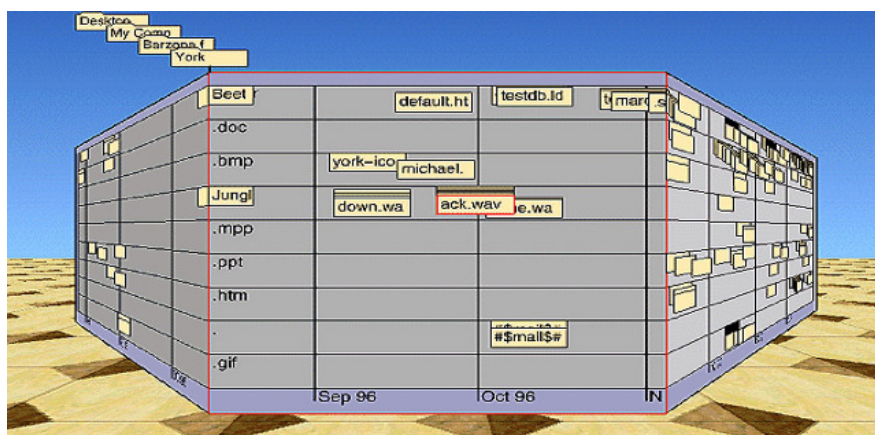 Desktop
My Comp
Barzona.f
York
Beet
default.ht
testdb.ld
marc
.s
.doc
york-ico
michael.
.bmp
Jungl
down.wa
ack.wav
e.wa
.mpp
.ppt
.htm
.
#$mail$#
.gif
Sep 96
Oct 96
N